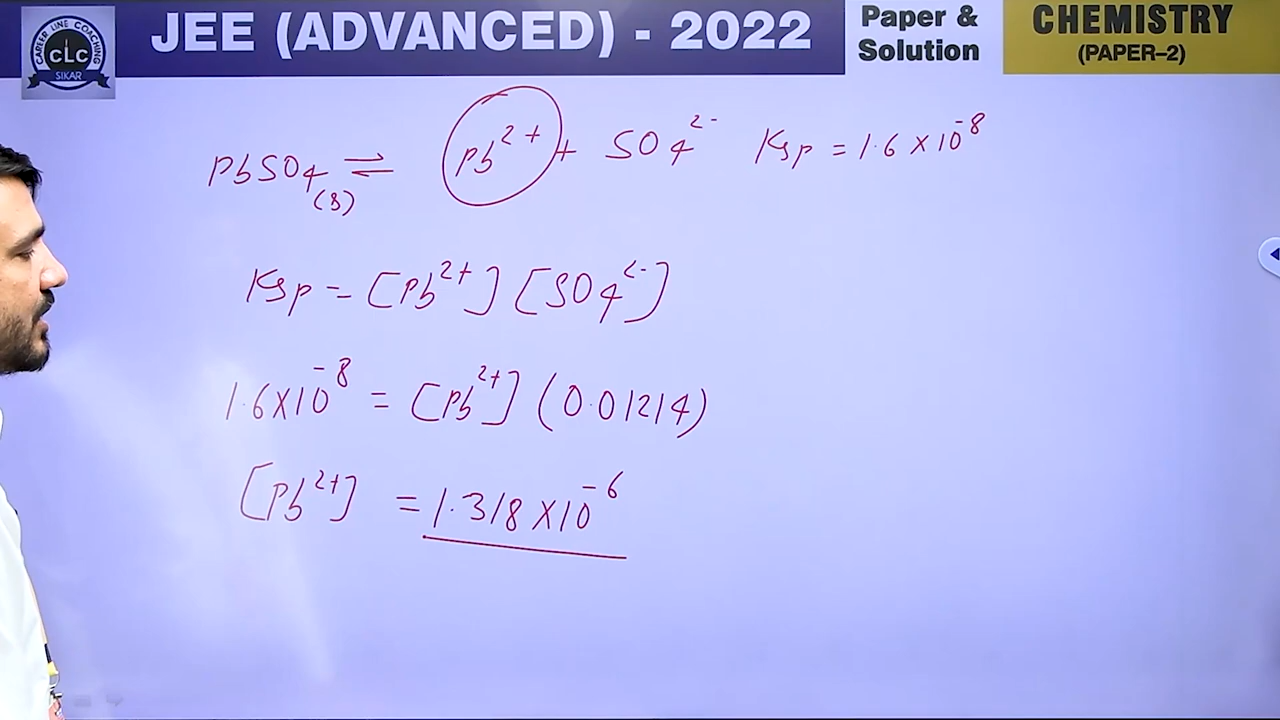 CAREER LINE COACHING
CLC
SIKAR
JEE (ADVANCED) - 2022
Paper &
Solution
CHEMISTRY
(PAPER–2)
PbSO4(s) ⇌ Pb²⁺ + SO4²⁻ Ksp = 1.6 × 10⁻⁸
Ksp = [Pb²⁺] [SO4²⁻]
1.6×10⁻⁸ = [Pb²⁺] (0.01214)
[Pb²⁺] = 1.318 × 10⁻⁶